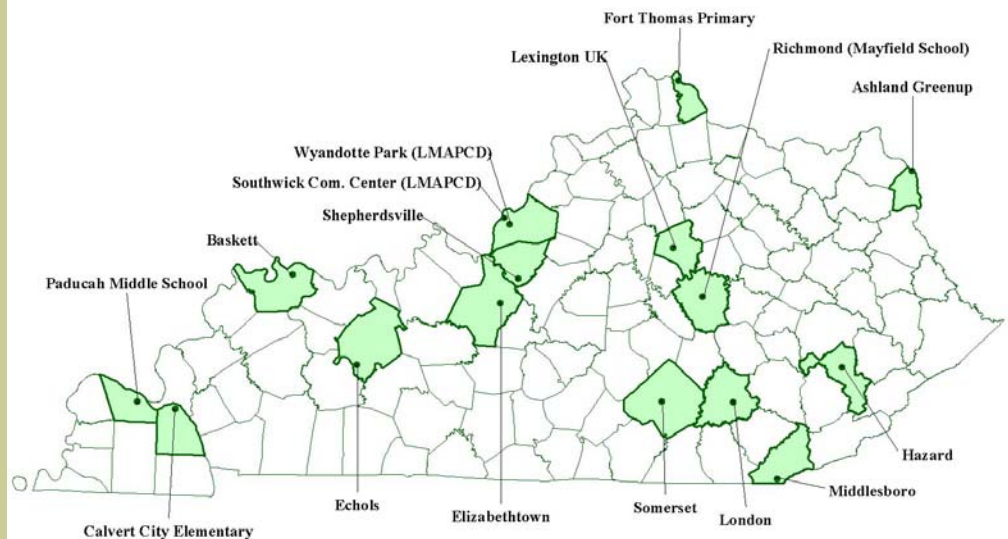 Fort Thomas Primary
Lexington UK
Richmond (Mayfield School)
Ashland Greenup
Wyandotte Park (LMAPCD)
Southwick Com. Center (LMAPCD)
Shepherdsville
Baskett
Paducah Middle School
Hazard
Middlesboro
Echols
Elizabethtown
Somerset
London
Calvert City Elementary